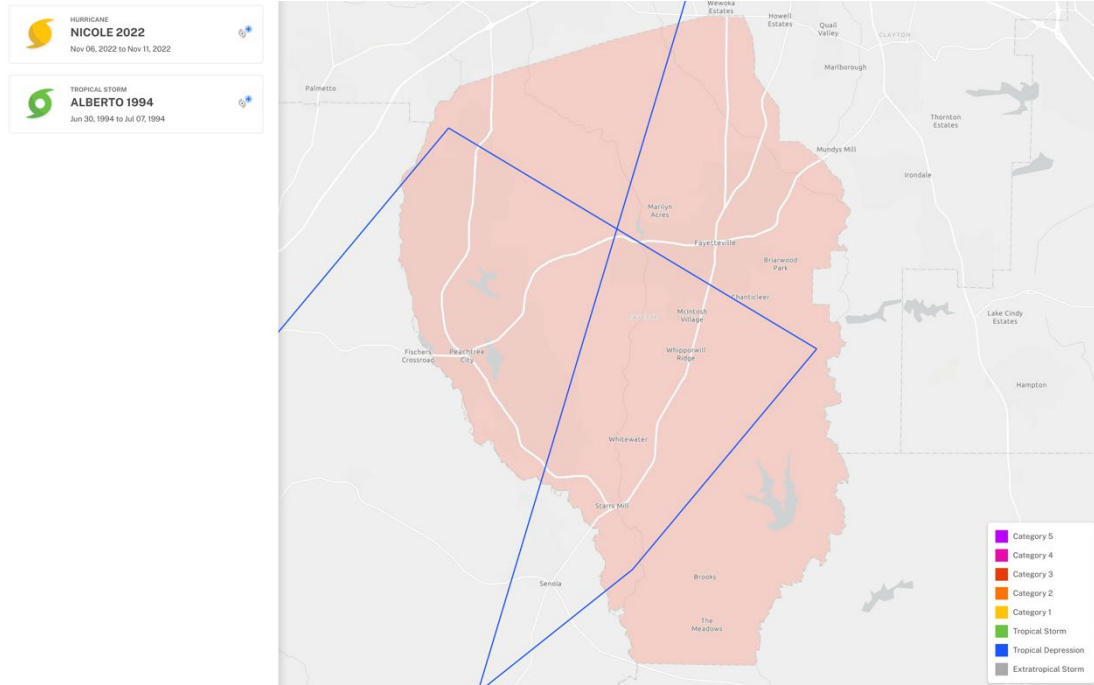 HURRICANE
NICOLE 2022
Nov 06, 2022 to Nov 11, 2022
TROPICAL STORM
ALBERTO 1994
Jun 30, 1994 to Jul 07, 1994
Wewoka
Estates
Howell
Estates
Quail
Valley
CLAYTON
Marlborough
Palmetto
Thornton
Estates
Mundys Mill
Irondale
Marilyn
Acres
Fayetteville
Briarwood
Park
Chanticleer
McIntosh
Village
Lake Cindy
Estates
Fischers
Crossroad
Peachtree
City
Whipporwill
Ridge
Hampton
Whitewater
Starrs Mill
Senoia
Brooks
The
Meadows
Category 5
Category 4
Category 3
Category 2
Category 1
Tropical Storm
Tropical Depression
Extratropical Storm